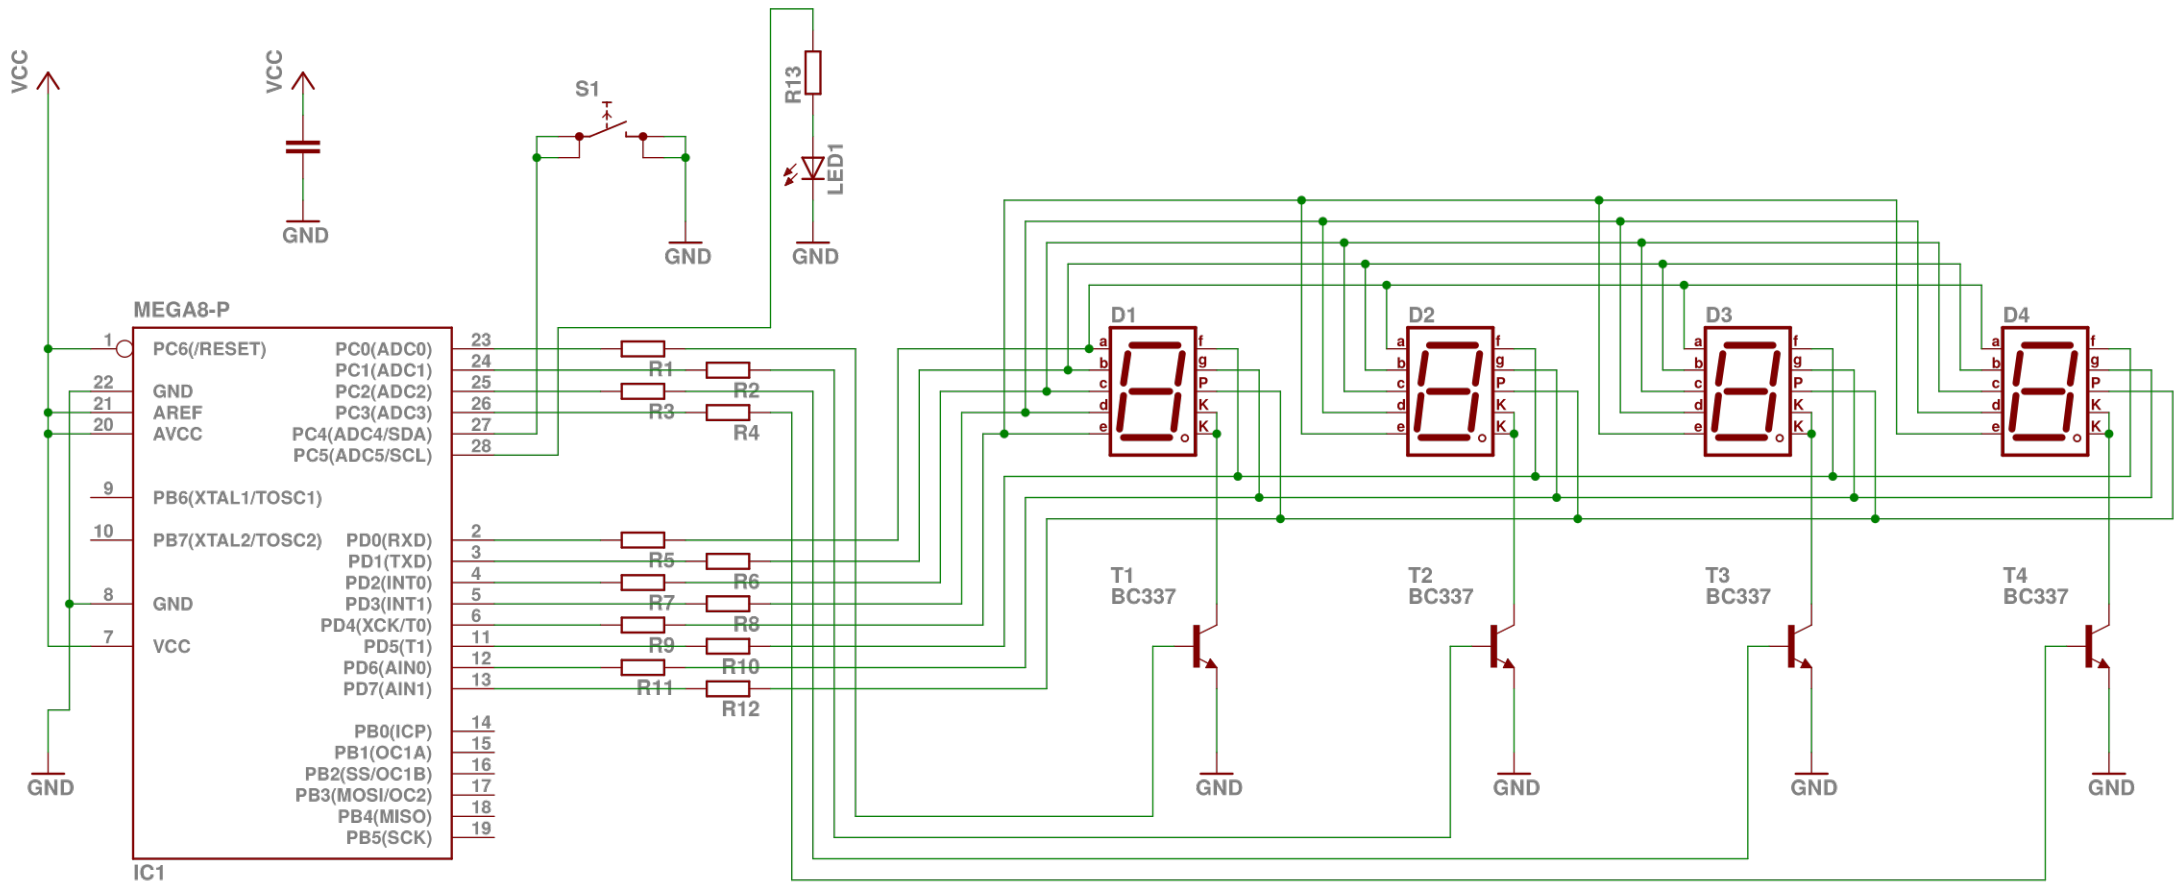 VCC
VCC
GND
S1
GND
R13
LED1
GND
MEGA8-P
1 PC6(/RESET)
22 GND
21 AREF
20 AVCC
9 PB6(XTAL1/TOSC1)
10 PB7(XTAL2/TOSC2)
8 GND
7 VCC
GND
PC0(ADC0) 23
PC1(ADC1) 24
PC2(ADC2) 25
PC3(ADC3) 26
PC4(ADC4/SDA) 27
PC5(ADC5/SCL) 28
PD0(RXD) 2
PD1(TXD) 3
PD2(INT0) 4
PD3(INT1) 5
PD4(XCK/T0) 6
PD5(T1) 11
PD6(AIN0) 12
PD7(AIN1) 13
PB0(ICP) 14
PB1(OC1A) 15
PB2(SS/OC1B) 16
PB3(MOSI/OC2) 17
PB4(MISO) 18
PB5(SCK) 19
IC1
R1
R2
R3
R4
R5
R6
R7
R8
R9
R10
R11
R12
D1
a f
b g
c P
d K
e K
D2
a f
b g
c P
d K
e K
D3
a f
b g
c P
d K
e K
D4
a f
b g
c P
d K
e K
T1
BC337
GND
T2
BC337
GND
T3
BC337
GND
T4
BC337
GND